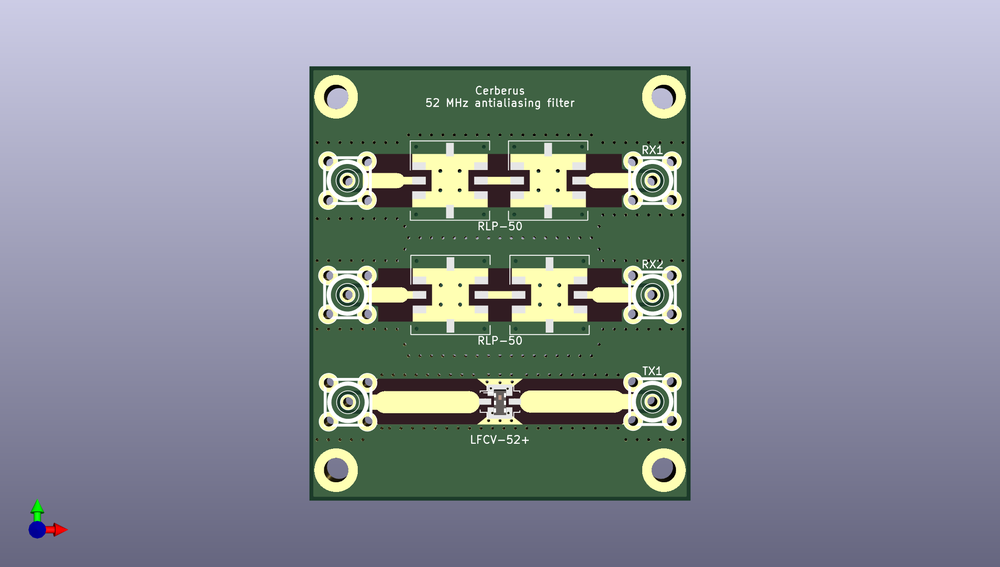 Cerberus
52 MHz antialiasing filter
RX1
RLP-50
RX2
RLP-50
TX1
LFCV-52+